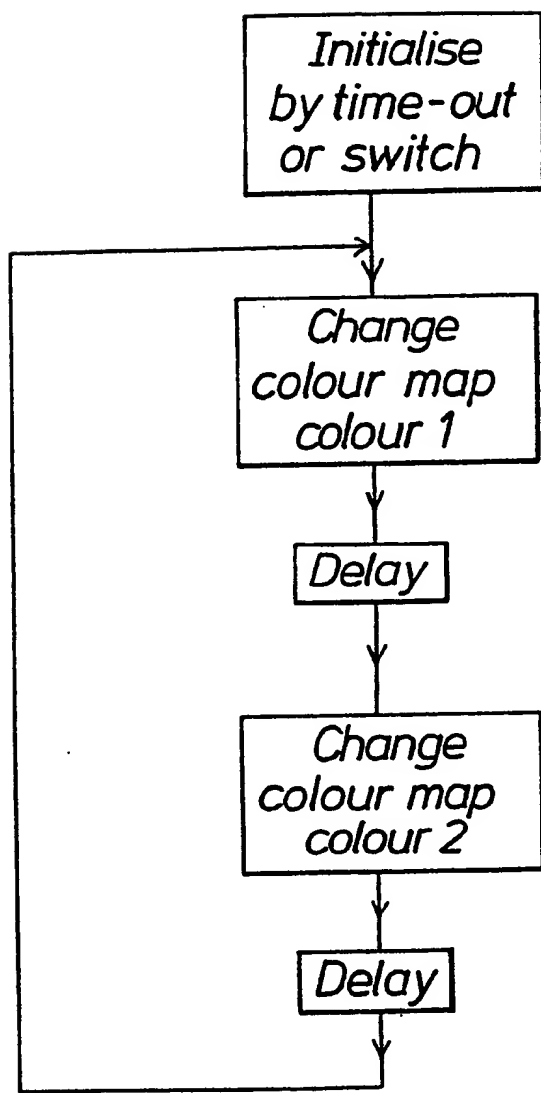 Initialise
by time-out
or switch
Change
colour map
colour 1
Delay
Change
colour map
colour 2
Delay